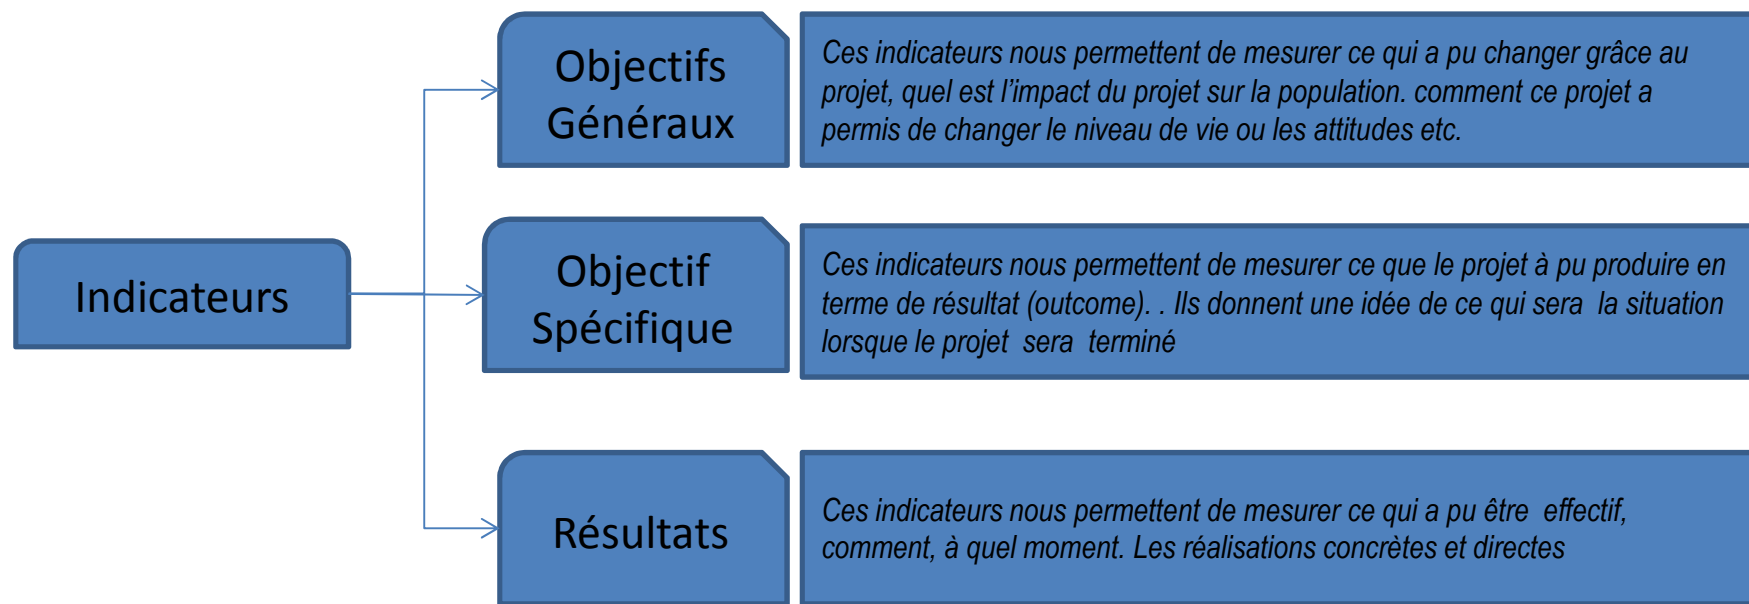 Objectifs
Généraux
Ces indicateurs nous permettent de mesurer ce qui a pu changer grâce au
projet, quel est l’impact du projet sur la population. comment ce projet a
permis de changer le niveau de vie ou les attitudes etc.
Indicateurs
Objectif
Spécifique
Ces indicateurs nous permettent de mesurer ce que le projet à pu produire en
terme de résultat (outcome). . Ils donnent une idée de ce qui sera la situation
lorsque le projet sera terminé
Résultats
Ces indicateurs nous permettent de mesurer ce qui a pu être effectif,
comment, à quel moment. Les réalisations concrètes et directes